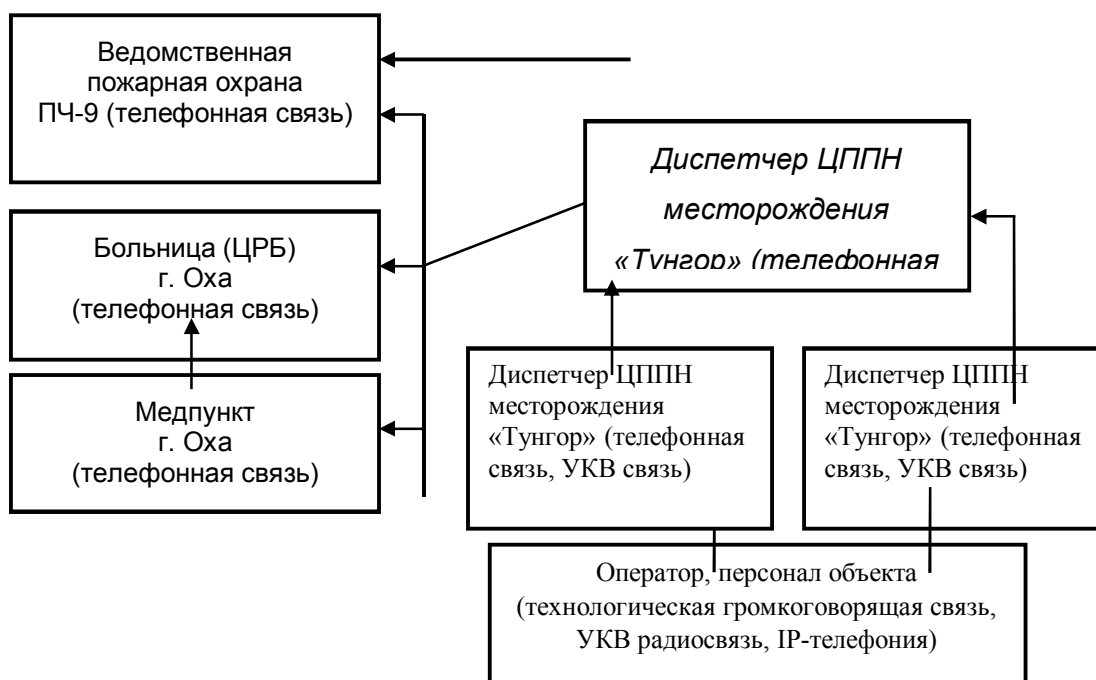 Ведомственная
пожарная охрана
ПЧ-9 (телефонная связь)
Диспетчер ЦППН
месторождения
«Тунгор» (телефонная
Больница (ЦРБ)
г. Оха
(телефонная связь)
Медпункт
г. Оха
(телефонная связь)
Диспетчер ЦППН
месторождения
«Тунгор» (телефонная
связь, УКВ связь)
Диспетчер ЦППН
месторождения
«Тунгор» (телефонная
связь, УКВ связь)
Оператор, персонал объекта
(технологическая громкоговорящая связь,
УКВ радиосвязь, IP-телефония)